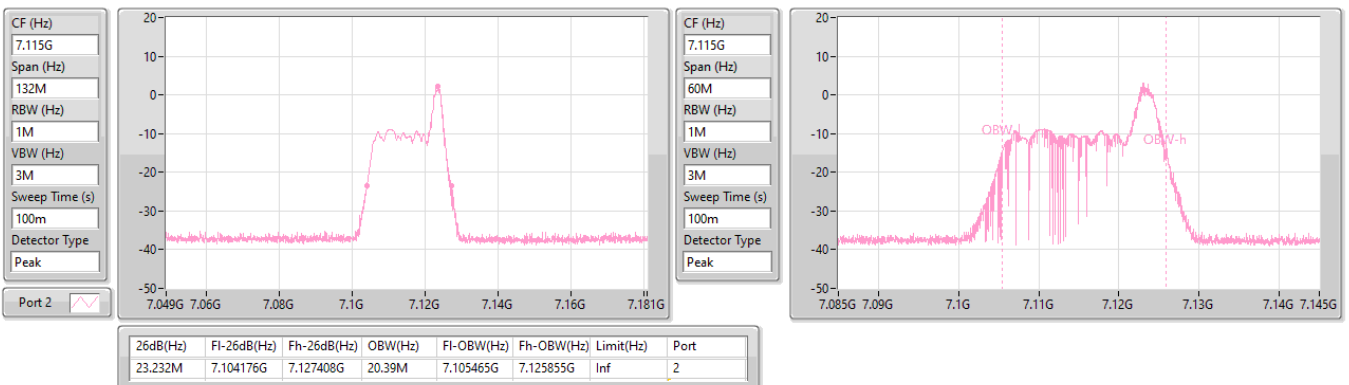 CF (Hz)
7.115G
Span (Hz)
132M
RBW (Hz)
1M
VBW (Hz)
3M
Sweep Time (s)
100m
Detector Type
Peak
Port 2
20
10
0
-10
-20
-30
-40
-50
7.049G 7.06G 7.08G 7.1G 7.12G 7.14G 7.16G 7.181G
CF (Hz)
7.115G
Span (Hz)
60M
RBW (Hz)
1M
VBW (Hz)
3M
Sweep Time (s)
100m
Detector Type
Peak
20
10
0
-10
-20
-30
-40
-50
OBW-l
OBW-h
7.085G 7.09G 7.1G 7.11G 7.12G 7.13G 7.14G 7.145G
26dB(Hz) Fl-26dB(Hz) Fh-26dB(Hz) OBW(Hz) Fl-OBW(Hz) Fh-OBW(Hz) Limit(Hz) Port
23.232M 7.104176G 7.127408G 20.39M 7.105465G 7.125855G Inf 2